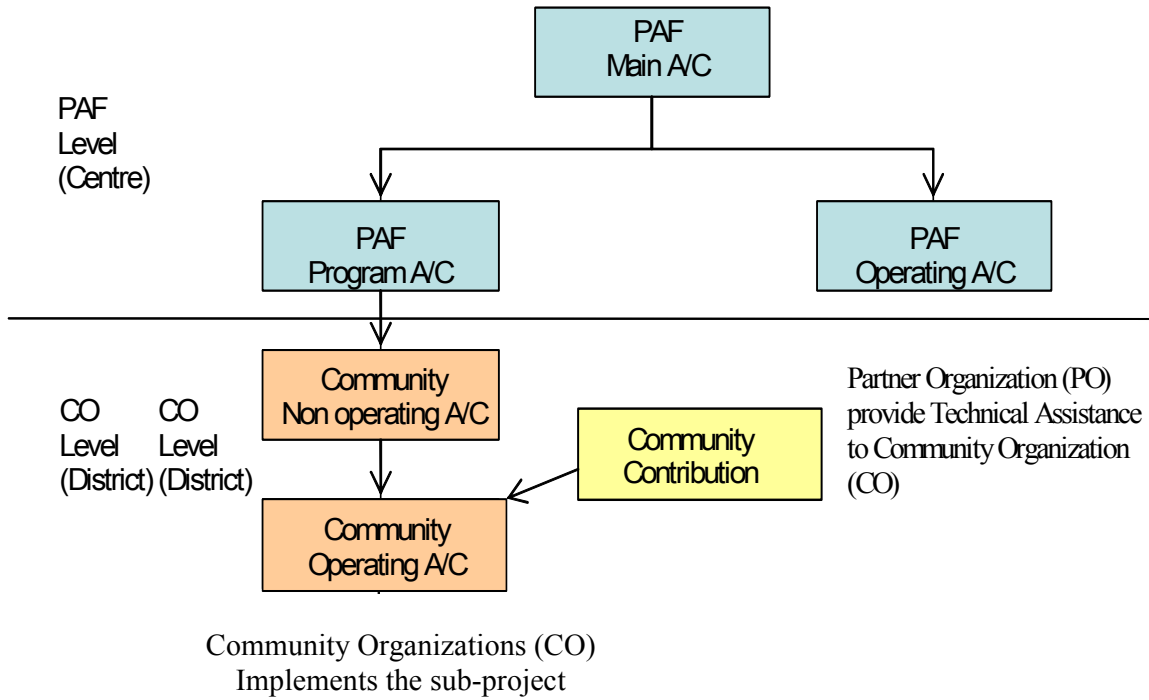 PAF
Main A/C
PAF
Level
(Centre)
PAF
Program A/C
PAF
Operating A/C
Community
Non operating A/C
CO
Level
(District)
CO
Level
(District)
Community
Contribution
Partner Organization (PO)
provide Technical Assistance
to Community Organization
(CO)
Community
Operating A/C
Community Organizations (CO)
Implements the sub-project